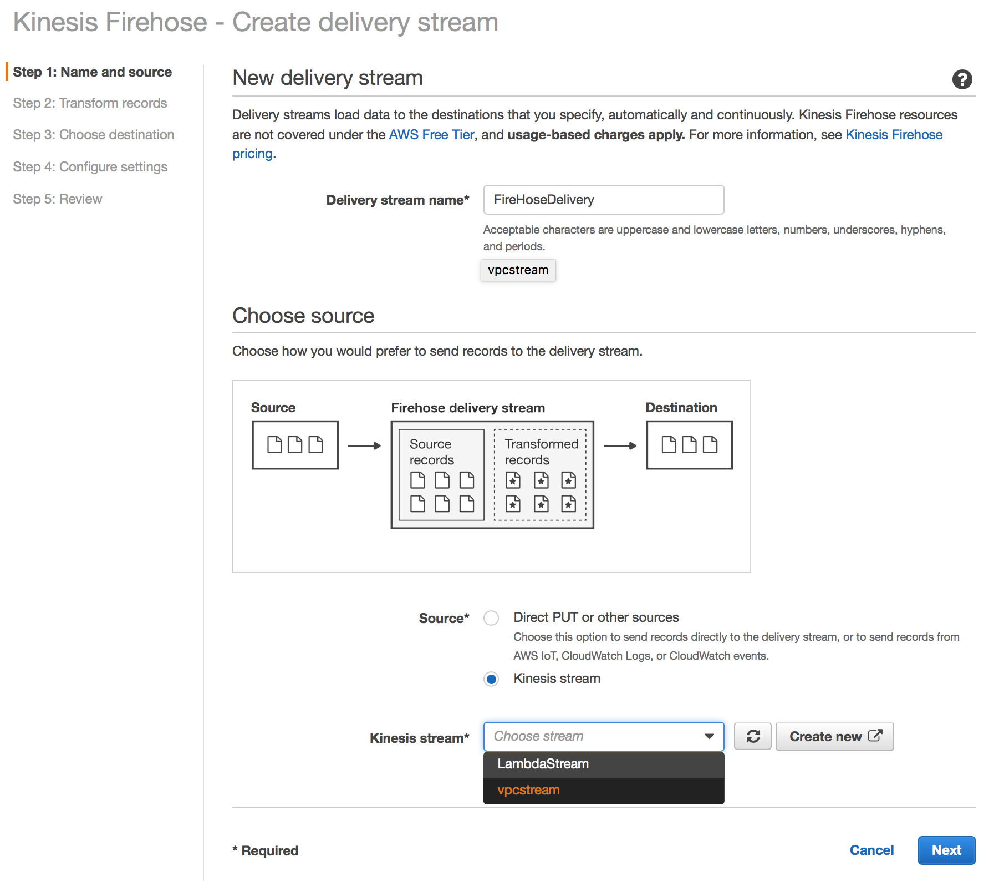 Kinesis Firehose - Create delivery stream
Step 1: Name and source
Step 2: Transform records
Step 3: Choose destination
Step 4: Configure settings
Step 5: Review
New delivery stream
Delivery streams load data to the destinations that you specify, automatically and continuously. Kinesis Firehose resources
are not covered under the AWS Free Tier, and usage-based charges apply. For more information, see Kinesis Firehose
pricing.
Delivery stream name*
FireHoseDelivery
Acceptable characters are uppercase and lowercase letters, numbers, underscores, hyphens,
and periods.
vpcstream
Choose source
Choose how you would prefer to send records to the delivery stream.
Source
Firehose delivery stream
Destination
Source
records
Transformed
records
Source*
Direct PUT or other sources
Choose this option to send records directly to the delivery stream, or to send records from
AWS IoT, CloudWatch Logs, or CloudWatch events.
Kinesis stream
Kinesis stream*
Choose stream
Create new
LambdaStream
vpcstream
* Required
Cancel
Next